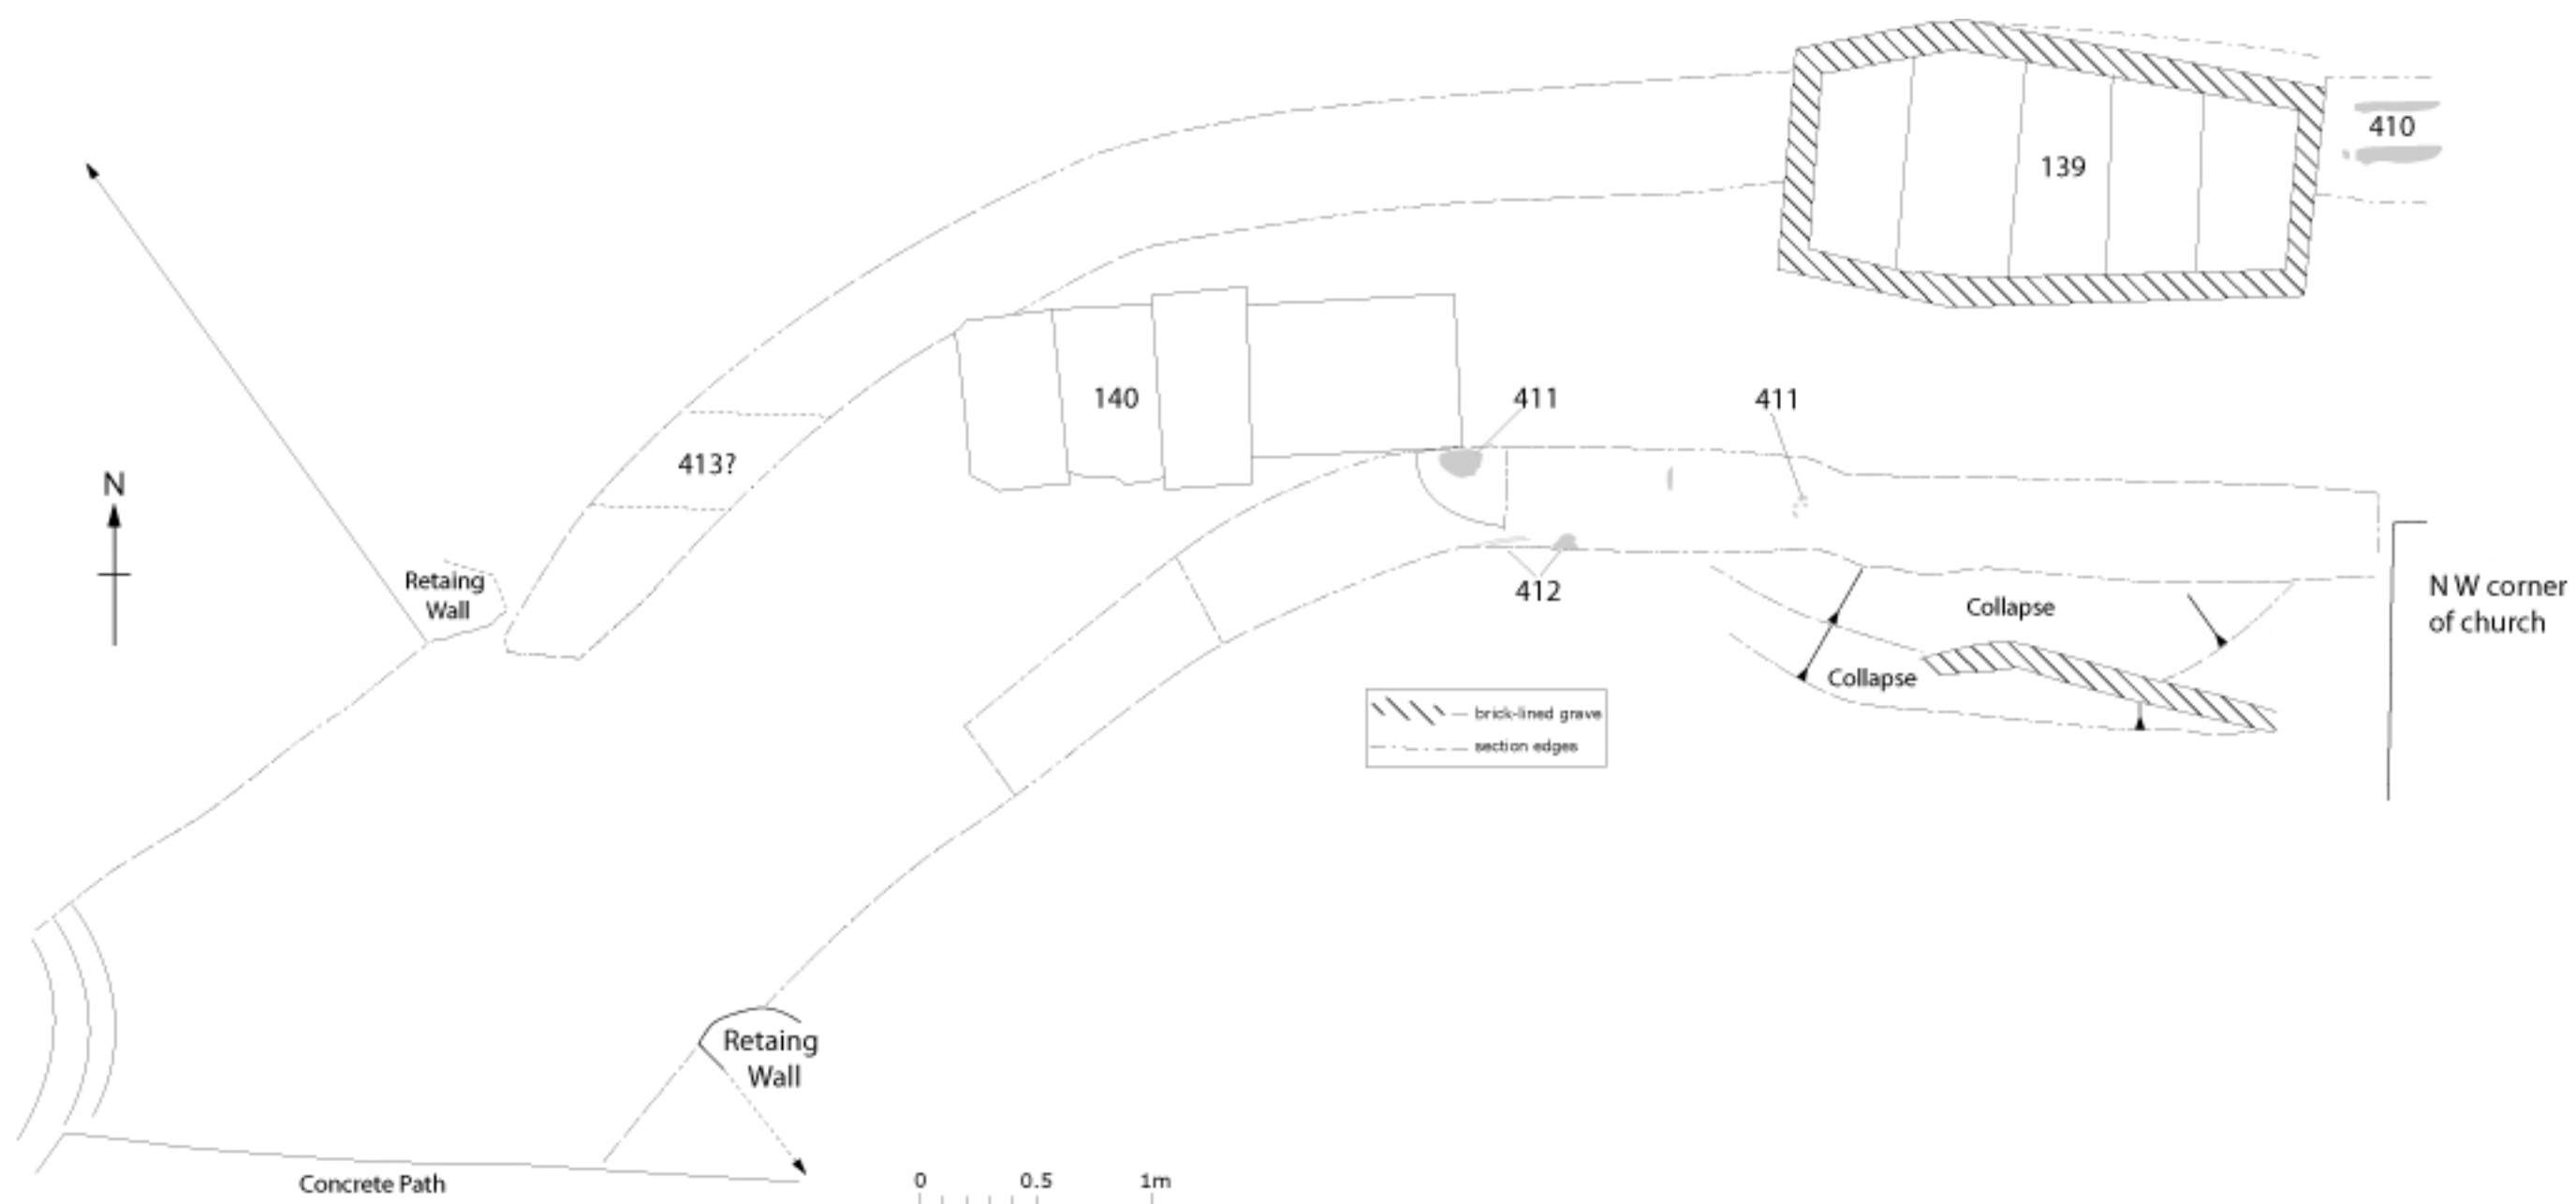 410
139
140
411
411
413?
N
Retaing
Wall
412
N W corner
of church
Collapse
Collapse
brick-lined grave
section edges
Retaing
Wall
Concrete Path
0 0.5 1m